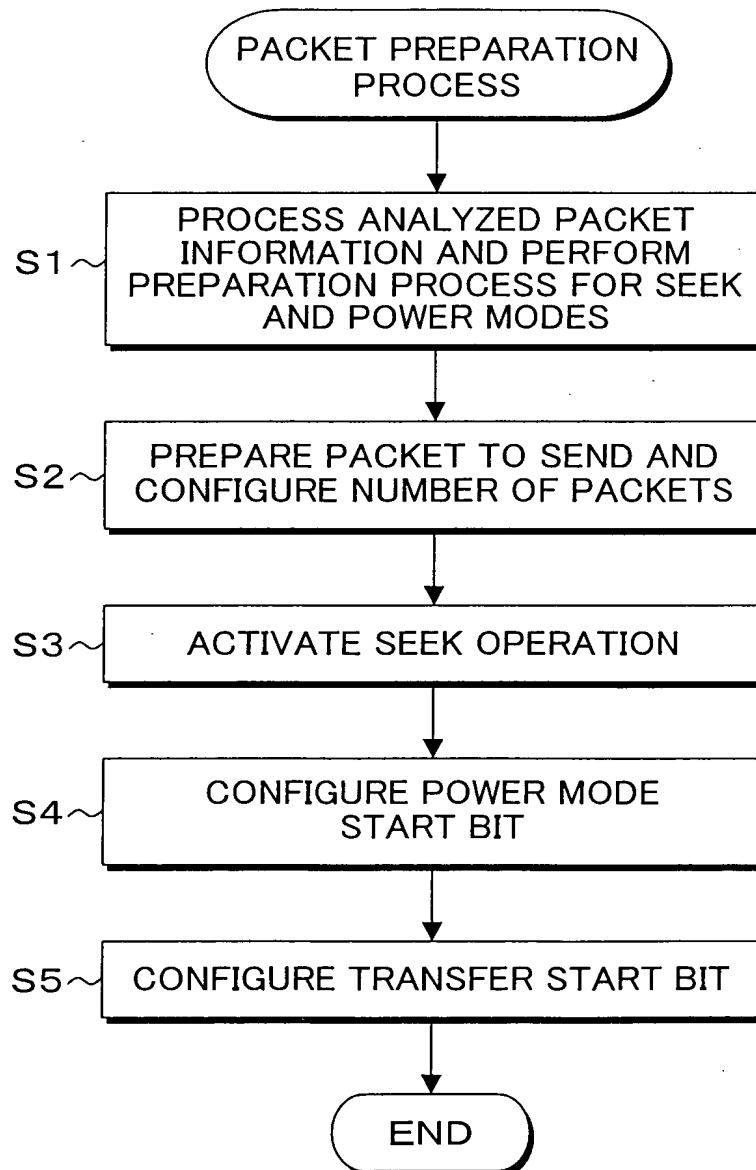 PACKET PREPARATION
PROCESS
S1
PROCESS ANALYZED PACKET
INFORMATION AND PERFORM
PREPARATION PROCESS FOR SEEK
AND POWER MODES
S2
PREPARE PACKET TO SEND AND
CONFIGURE NUMBER OF PACKETS
S3
ACTIVATE SEEK OPERATION
S4
CONFIGURE POWER MODE
START BIT
S5
CONFIGURE TRANSFER START BIT
END